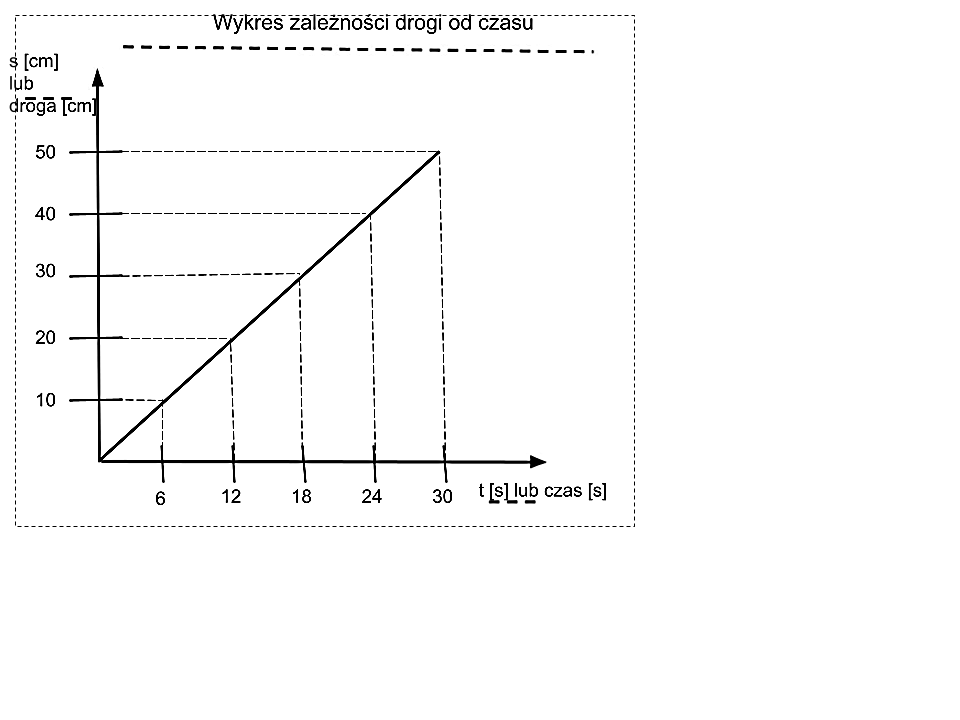 Wykres zależności drogi od czasu
s [cm]
lub
droga [cm]
50
40
30
20
10
6
12
18
24
30
t [s] lub czas [s]